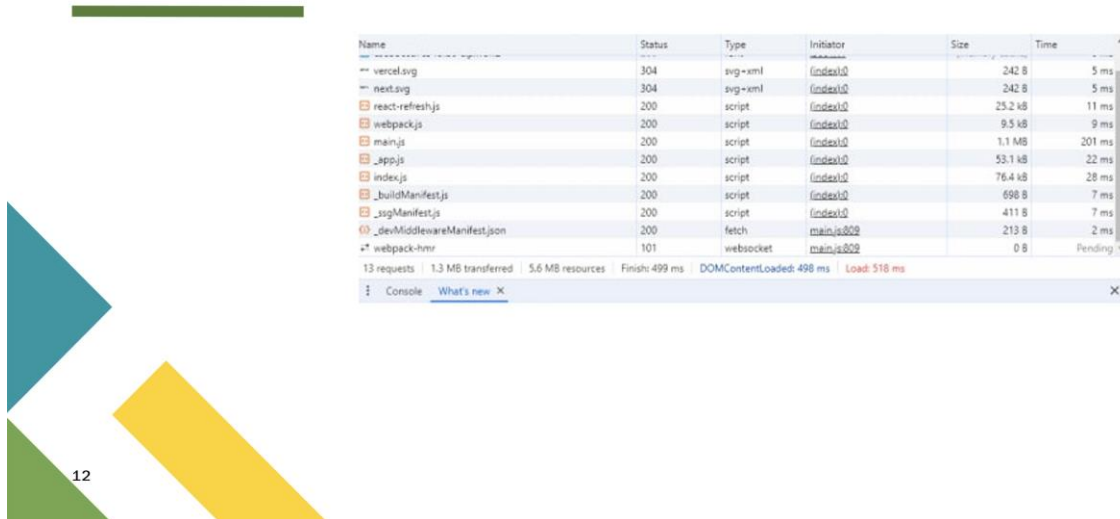 Name Status Type Initiator Size Time
vercel.svg 304 svg+xml (index):0 242 B 5 ms
next.svg 304 svg+xml (index):0 242 B 5 ms
react-refresh.js 200 script (index):0 25.2 kB 11 ms
webpack.js 200 script (index):0 9.5 kB 9 ms
main.js 200 script (index):0 1.1 MB 201 ms
_app.js 200 script (index):0 53.1 kB 22 ms
index.js 200 script (index):0 76.4 kB 28 ms
_buildManifest.js 200 script (index):0 698 B 7 ms
_ssgManifest.js 200 script (index):0 411 B 7 ms
_devMiddlewareManifest.json 200 fetch main.js:809 213 B 2 ms
webpack-hmr 101 websocket main.js:809 0 B Pending
13 requests 1.3 MB transferred 5.6 MB resources Finish: 499 ms DOMContentLoaded: 498 ms Load: 518 ms
Console What's new
12